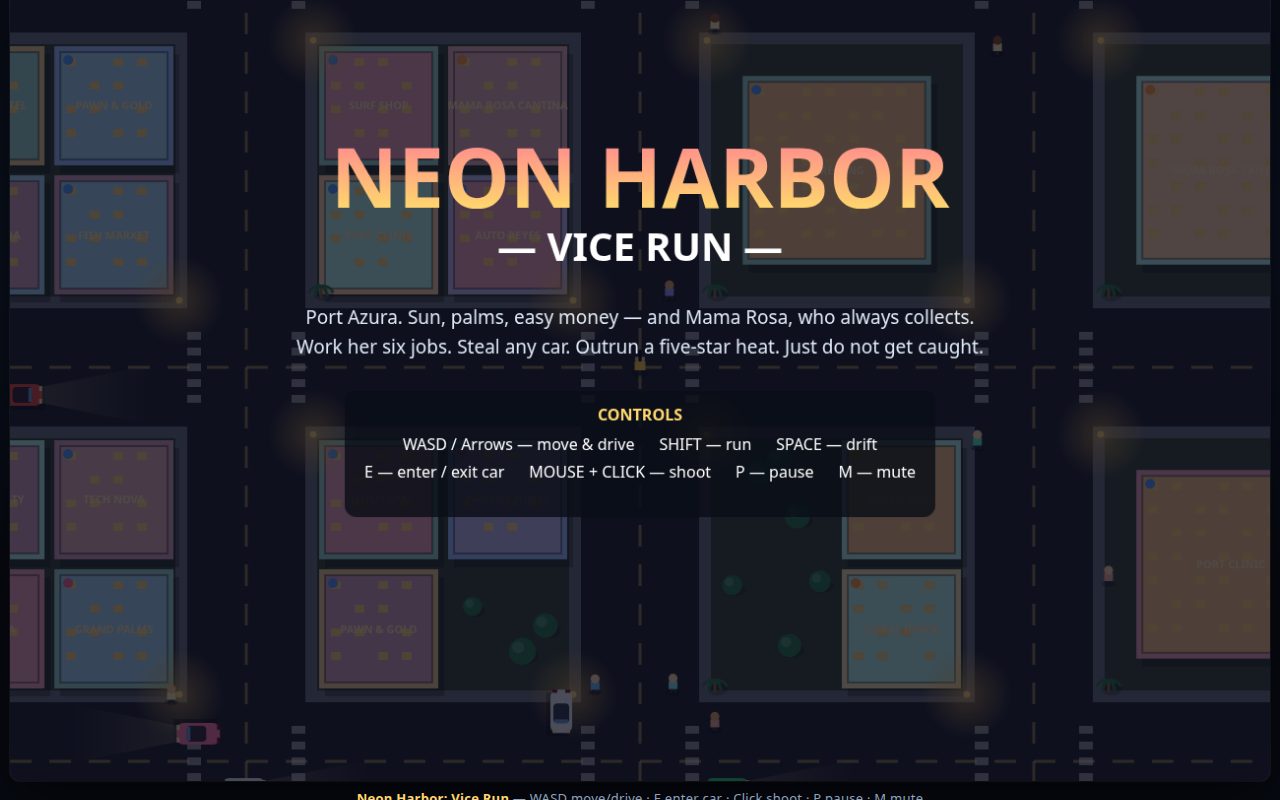 PAWN & GOLD
SURF SHOP
MAMA ROSA CANTINA
NEON HARBOR
FISH MARKET
AUTO REYES
— VICE RUN —
Port Azura. Sun, palms, easy money — and Mama Rosa, who always collects.
Work her six jobs. Steal any car. Outrun a five-star heat. Just do not get caught.
CONTROLS
WASD / Arrows — move & drive SHIFT — run SPACE — drift
E — enter / exit car MOUSE + CLICK — shoot P — pause M — mute
TECH NOVA
PORT CLINIC
GRAND PALMS
PAWN & GOLD
Neon Harbor: Vice Run — WASD move/drive · E enter car · Click shoot · P pause · M mute